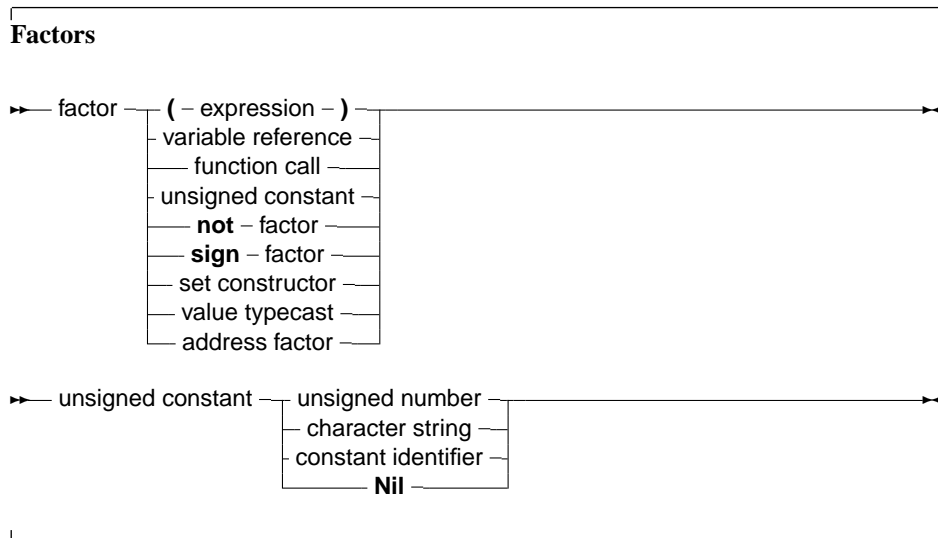 Factors
factor ( expression )
variable reference
function call
unsigned constant
not factor
sign factor
set constructor
value typecast
address factor
unsigned constant unsigned number
character string
constant identifier
Nil